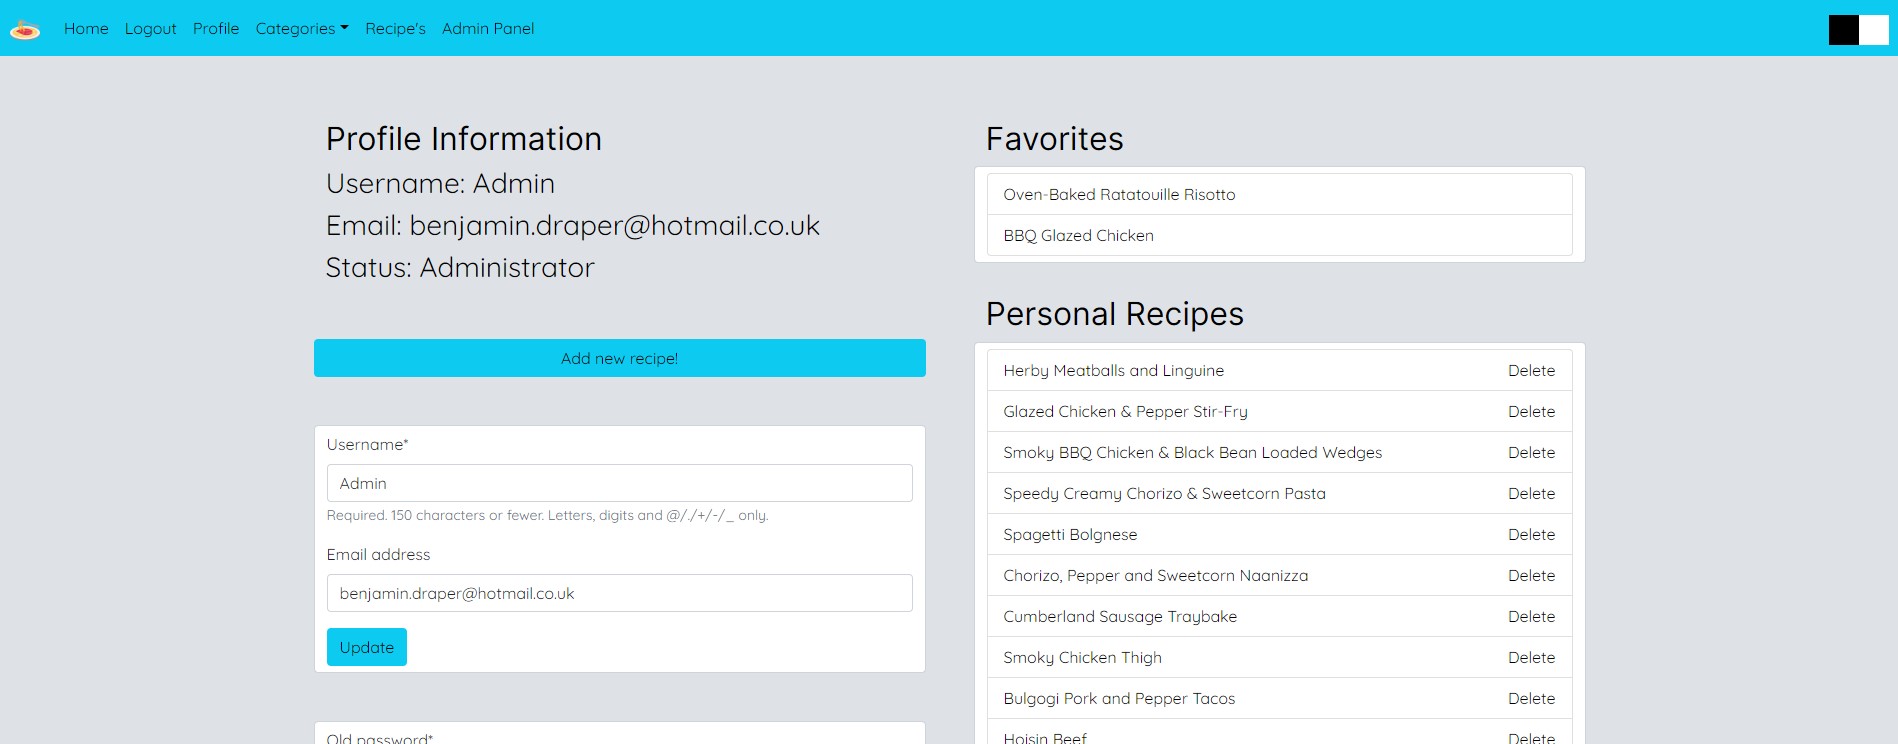 Home Logout Profile Categories Recipe's Admin Panel
Profile Information
Username: Admin
Email: benjamin.draper@hotmail.co.uk
Status: Administrator
Add new recipe!
Username*
Admin
Required. 150 characters or fewer. Letters, digits and @/./+/-/_ only.
Email address
benjamin.draper@hotmail.co.uk
Update
Old password*
Favorites
Oven-Baked Ratatouille Risotto
BBQ Glazed Chicken
Personal Recipes
Herby Meatballs and Linguine Delete
Glazed Chicken & Pepper Stir-Fry Delete
Smoky BBQ Chicken & Black Bean Loaded Wedges Delete
Speedy Creamy Chorizo & Sweetcorn Pasta Delete
Spagetti Bolgnese Delete
Chorizo, Pepper and Sweetcorn Naanizza Delete
Cumberland Sausage Traybake Delete
Smoky Chicken Thigh Delete
Bulgogi Pork and Pepper Tacos Delete
Hoisin Beef Delete